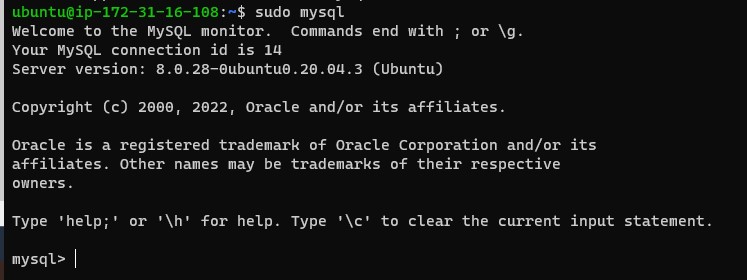 ubuntu@ip-172-31-16-108:~$ sudo mysql
Welcome to the MySQL monitor.  Commands end with ; or \g.
Your MySQL connection id is 14
Server version: 8.0.28-0ubuntu0.20.04.3 (Ubuntu)
Copyright (c) 2000, 2022, Oracle and/or its affiliates.
Oracle is a registered trademark of Oracle Corporation and/or its
affiliates. Other names may be trademarks of their respective
owners.
Type 'help;' or '\h' for help. Type '\c' to clear the current input statement.
mysql>